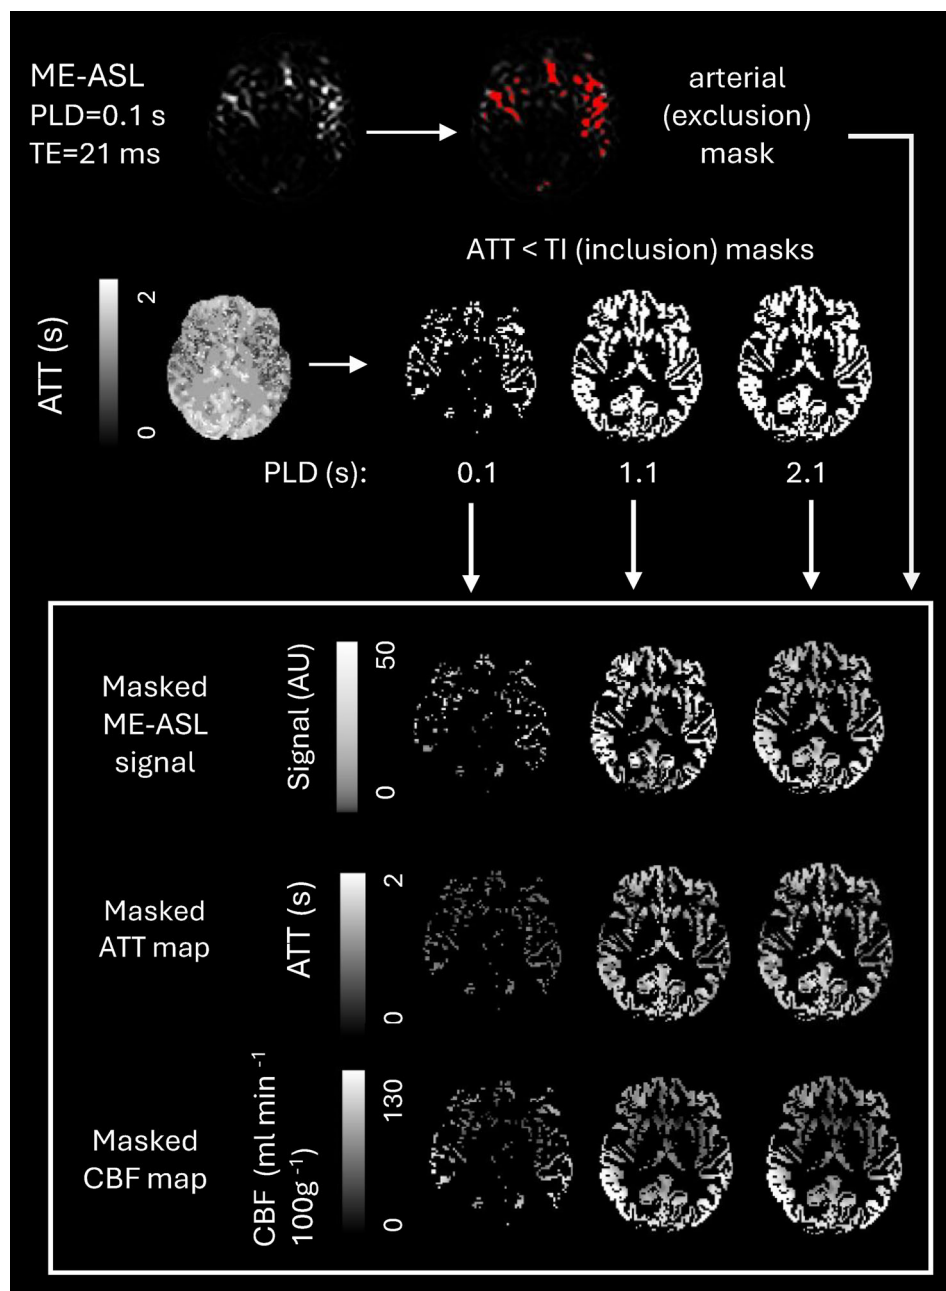 ME-ASL
PLD=0.1 s
TE=21 ms
arterial
(exclusion)
mask
ATT < TI (inclusion) masks
ATT (s)
2
0
PLD (s):
0.1
1.1
2.1
Masked
ME-ASL
signal
Signal (AU)
50
0
Masked
ATT map
ATT (s)
2
0
Masked
CBF map
CBF (ml min⁻¹
100g⁻¹)
130
0